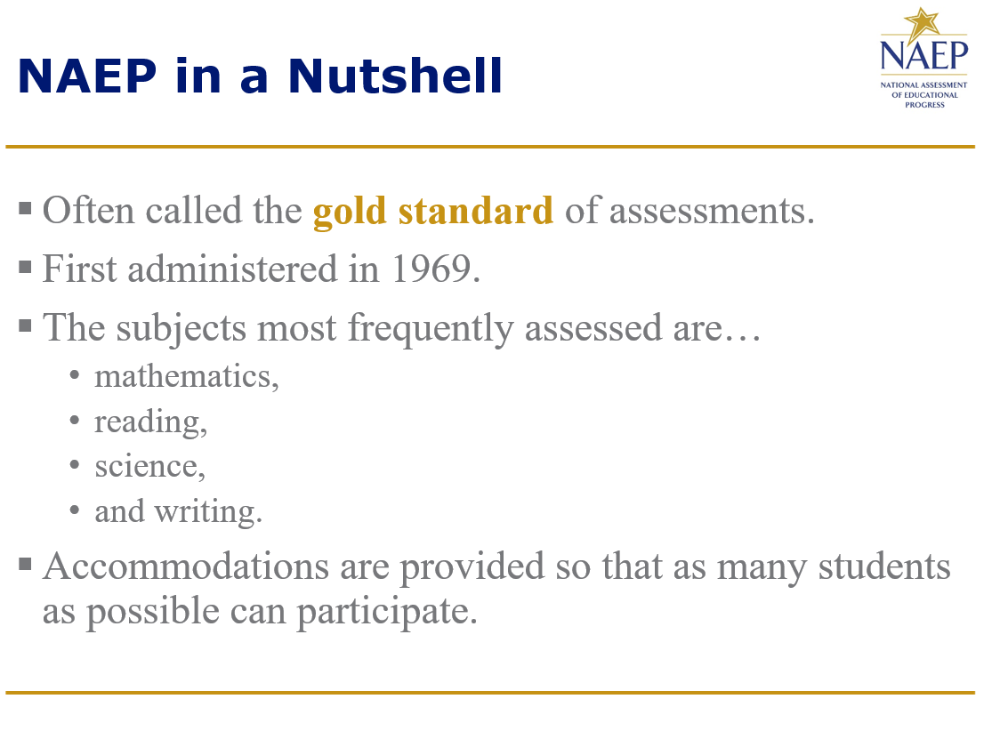 NAEP in a Nutshell
NAEP
NATIONAL ASSESSMENT
OF EDUCATIONAL
PROGRESS
▪ Often called the gold standard of assessments.
▪ First administered in 1969.
▪ The subjects most frequently assessed are…
• mathematics,
• reading,
• science,
• and writing.
▪ Accommodations are provided so that as many students
as possible can participate.